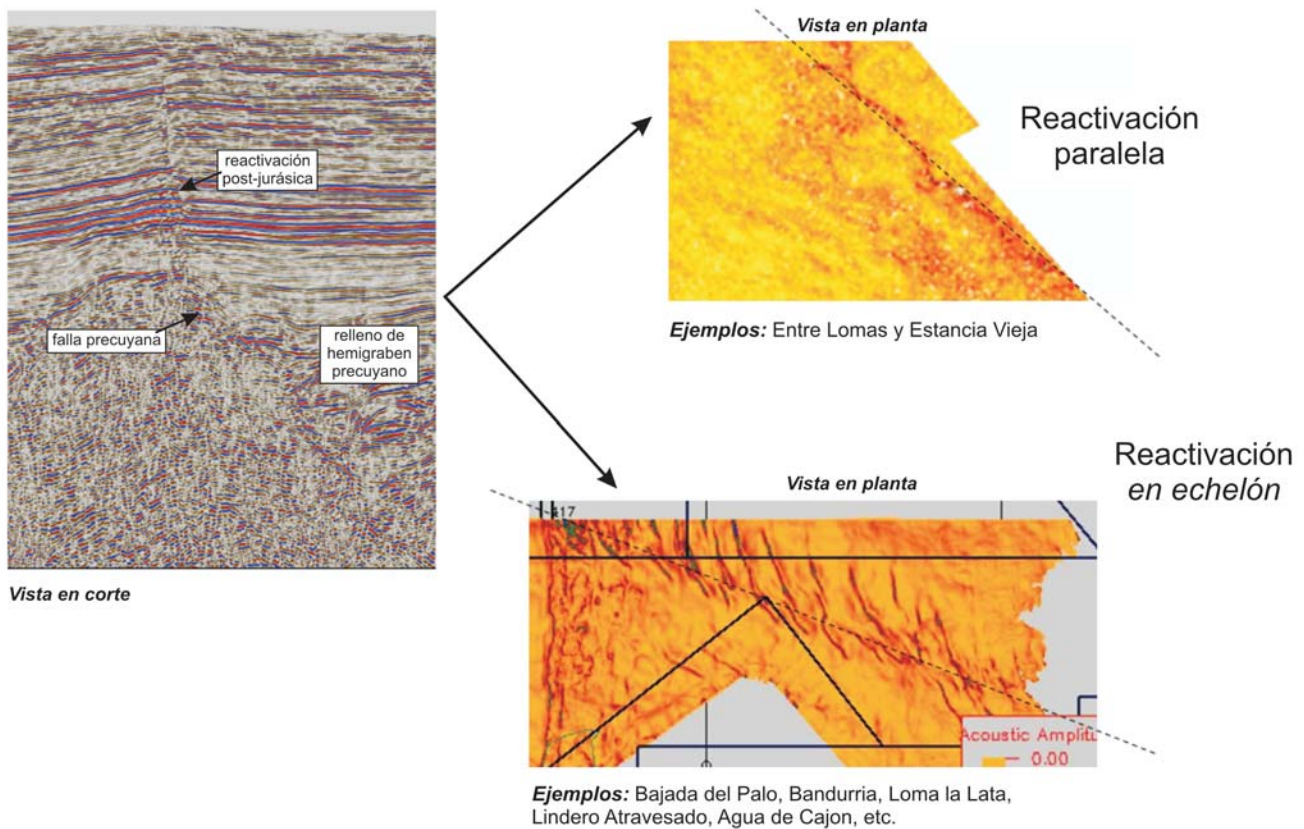 reactivación
post-jurásica
falla precuyana
relleno de
hemigraben
precuyano
Vista en corte
Vista en planta
Reactivación
paralela
Ejemplos: Entre Lomas y Estancia Vieja
Reactivación
en echelón
Vista en planta
417
Acoustic Amplitu
0.00
Ejemplos: Bajada del Palo, Bandurria, Loma la Lata,
Lindero Atravesado, Agua de Cajon, etc.